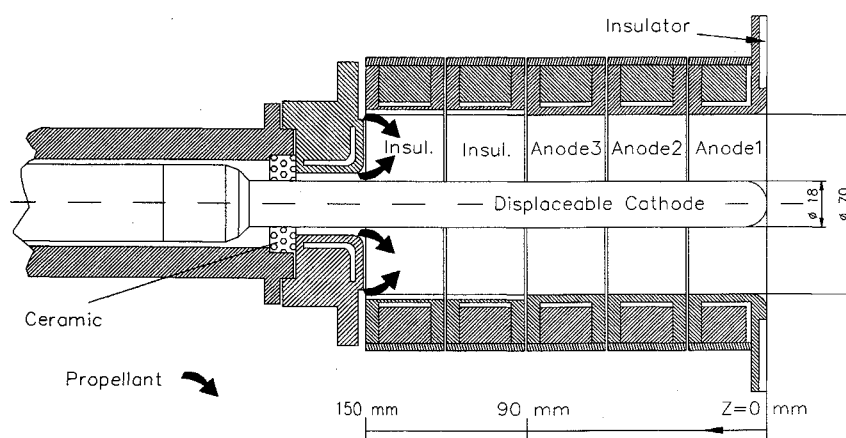 Insulator
Insul.
Insul.
Anode3
Anode2
Anode1
Displaceable Cathode
ø 18
ø 70
Ceramic
Propellant
150 mm
90 mm
Z=0 mm